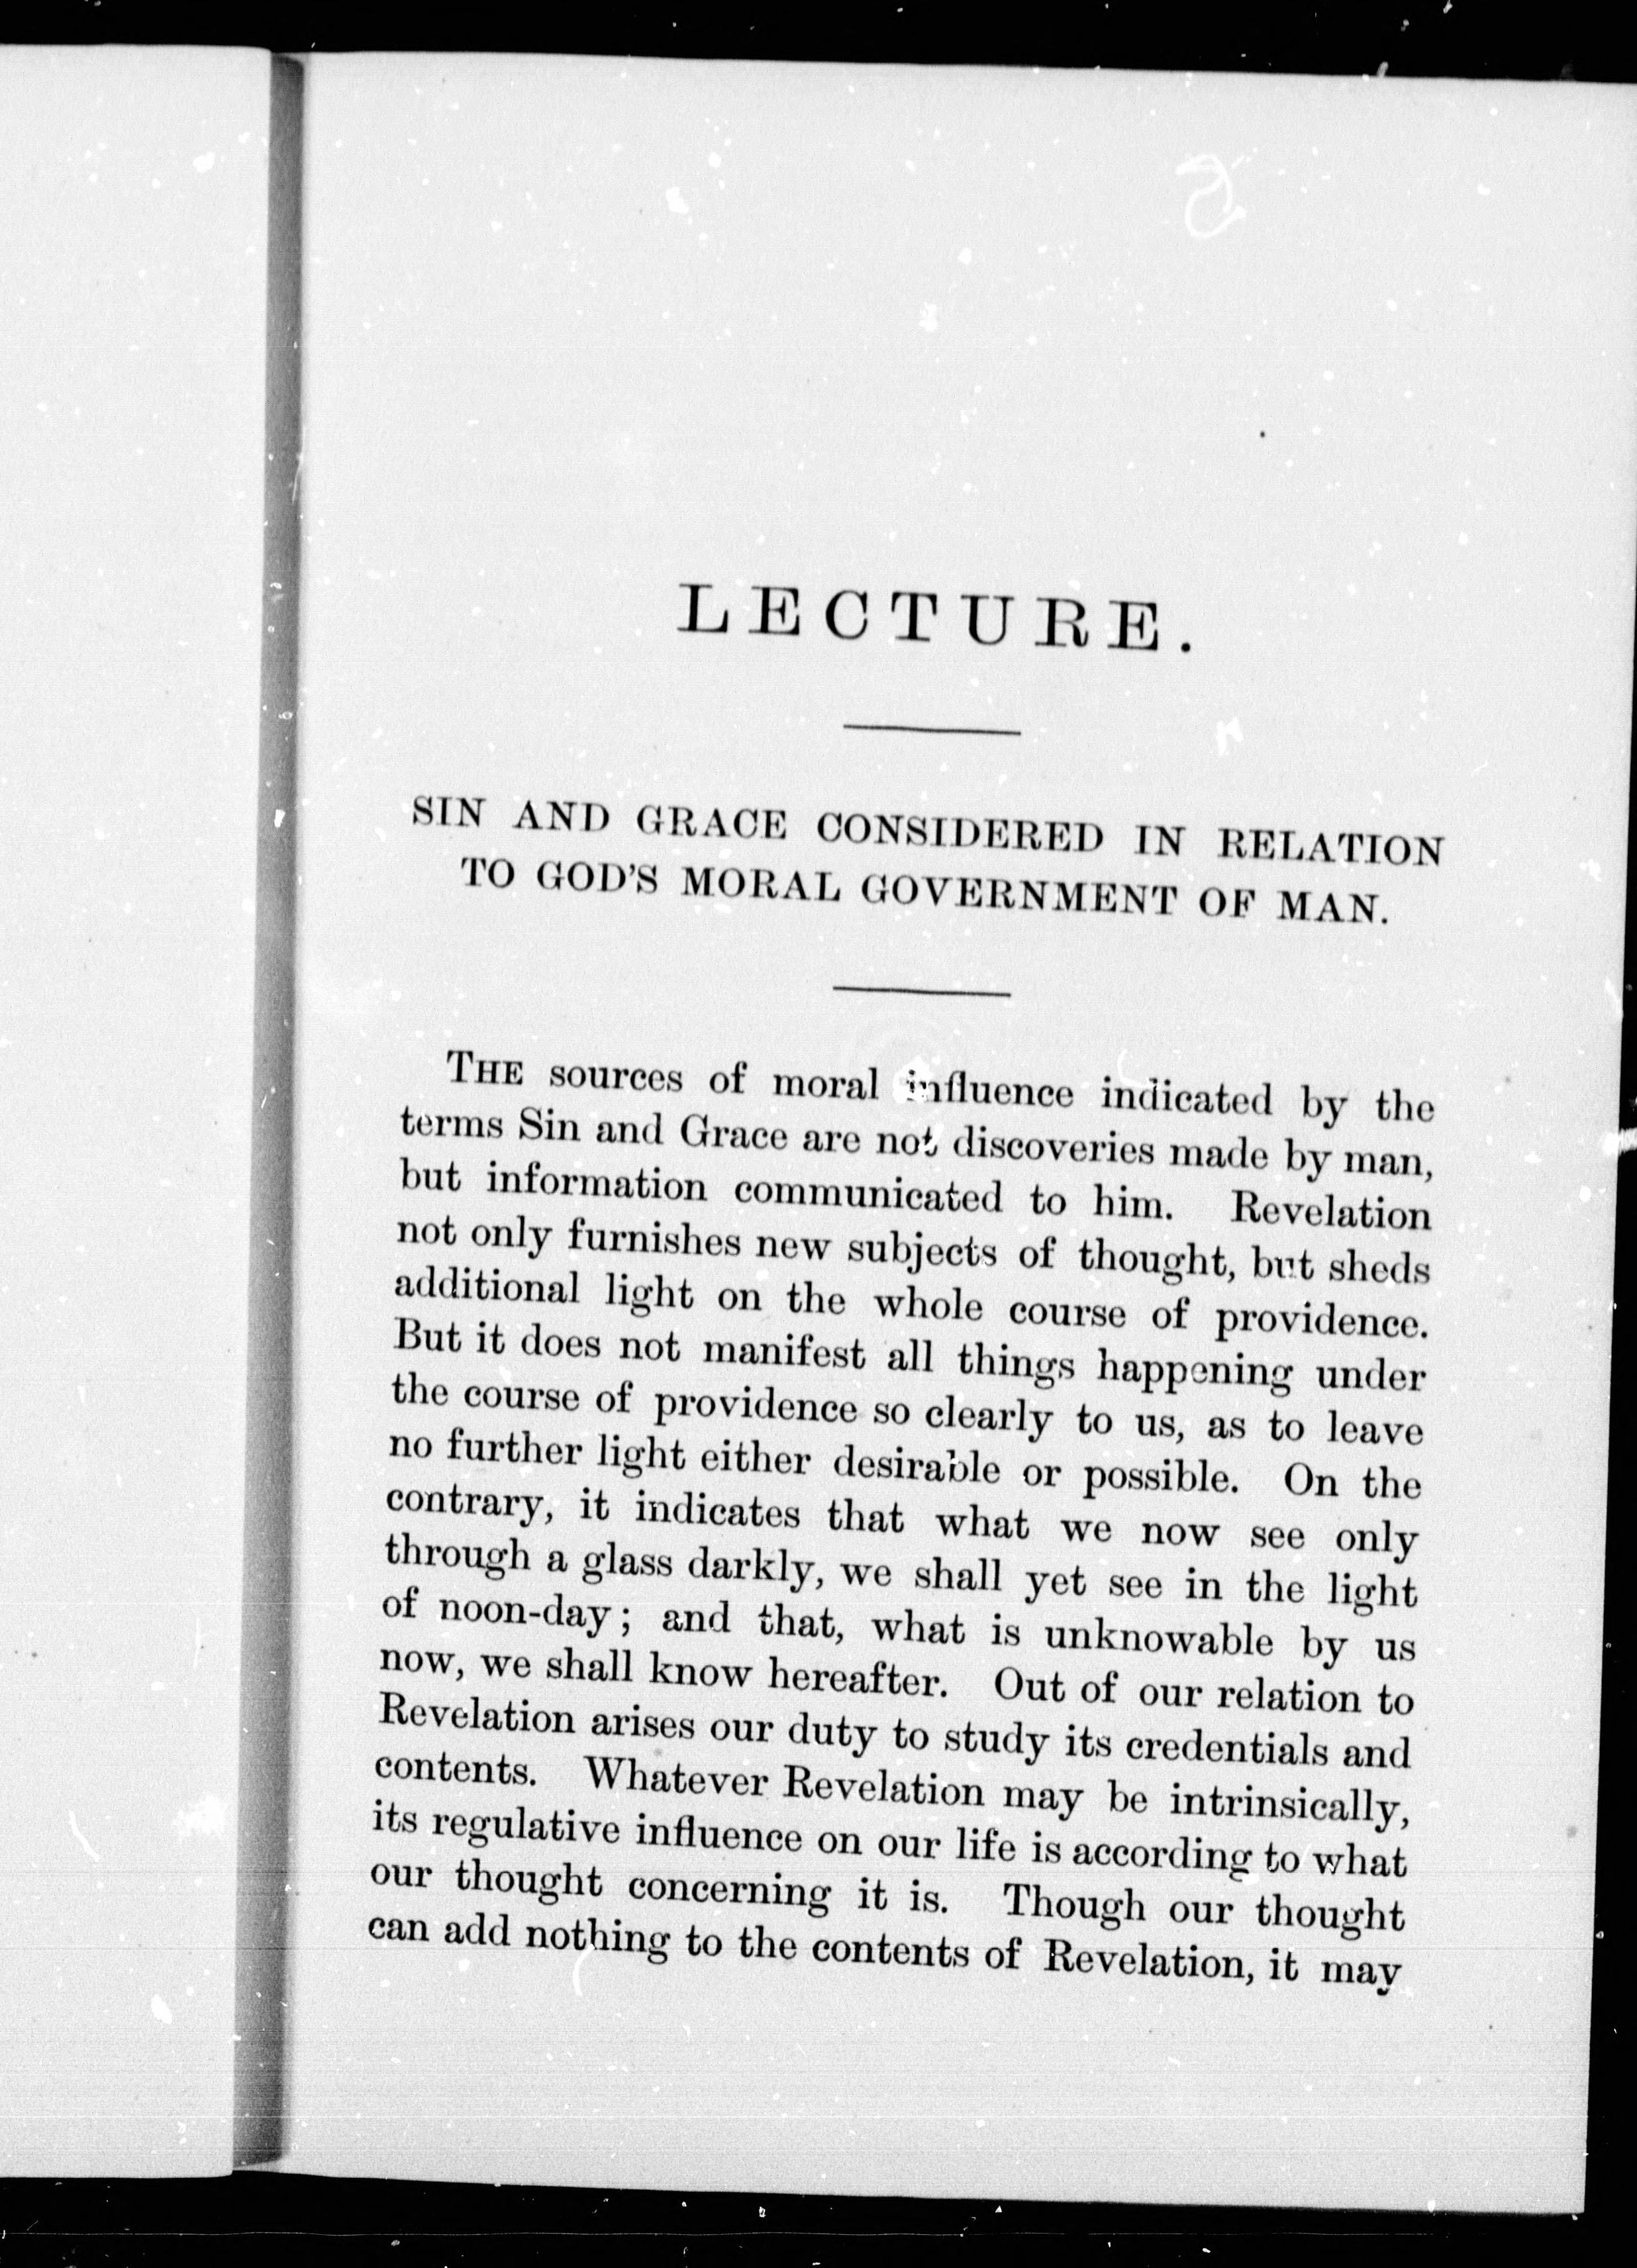 LECTURE.
SIN AND GRACE CONSIDERED IN RELATION
TO GOD'S MORAL GOVERNMENT OF MAN.
THE sources of moral influence indicated by the
terms Sin and Grace are not discoveries made by man,
but information communicated to him. Revelation
not only furnishes new subjects of thought, but sheds
additional light on the whole course of providence.
But it does not manifest all things happening under
the course of providence so clearly to us, as to leave
no further light either desirable or possible. On the
contrary, it indicates that what we now see only
through a glass darkly, we shall yet see in the light
of noon-day; and that, what is unknowable by us
now, we shall know hereafter. Out of our relation to
Revelation arises our duty to study its credentials and
contents. Whatever Revelation may be intrinsically,
its regulative influence on our life is according to what
our thought concerning it is. Though our thought
can add nothing to the contents of Revelation, it may